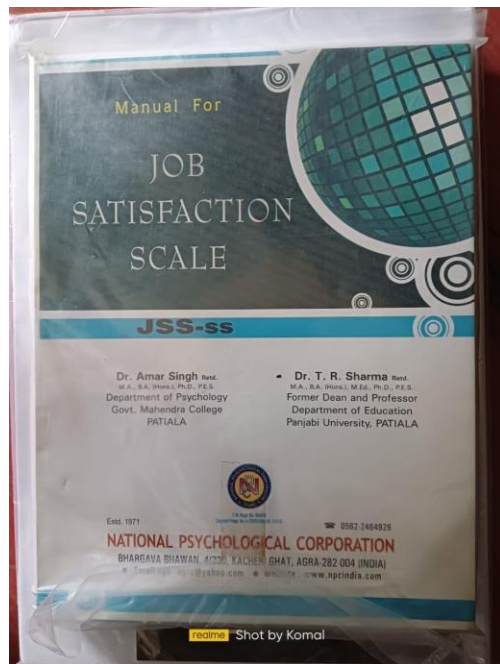 Manual For
JOB
SATISFACTION
SCALE
JSS-ss
Dr. Amar Singh Retd.
M.A., B.A. (Hons.), Ph.D., P.E.S.
Department of Psychology
Govt. Mahendra College
PATIALA
Dr. T. R. Sharma Retd.
M.A., B.A. (Hons.), M.Ed., Ph.D., P.E.S.
Former Dean and Professor
Department of Education
Panjabi University, PATIALA
Estd. 1971
☎ 0562-2464926
NATIONAL PSYCHOLOGICAL CORPORATION
BHARGAVA BHAWAN, 4/230, KACHERI GHAT, AGRA-282 004 (INDIA)
www.npcindia.com
realme Shot by Komal